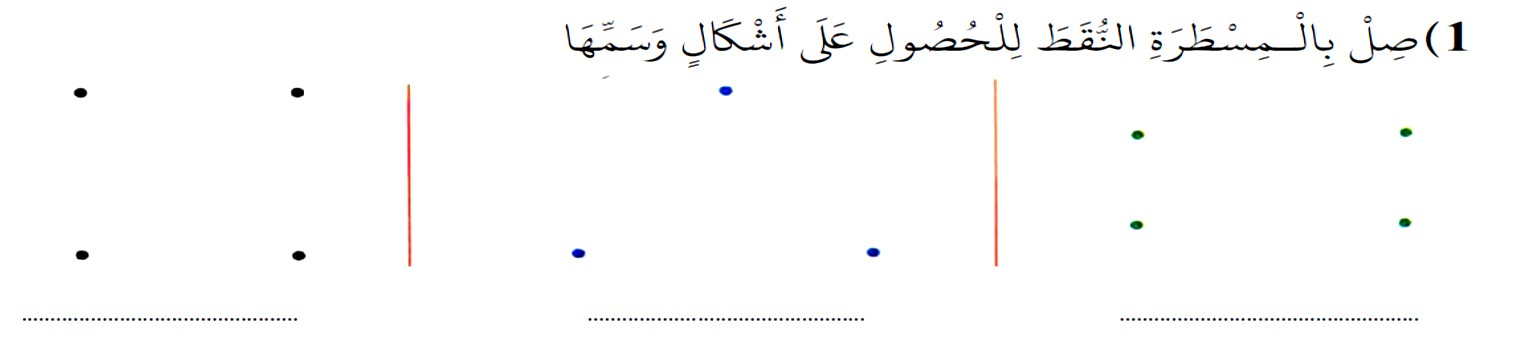 1) صِلْ بِالْـمِسْطَرَةِ النُّقَطَ لِلْحُصُولِ عَلَى أَشْكَالٍ وَسَمِّهَا